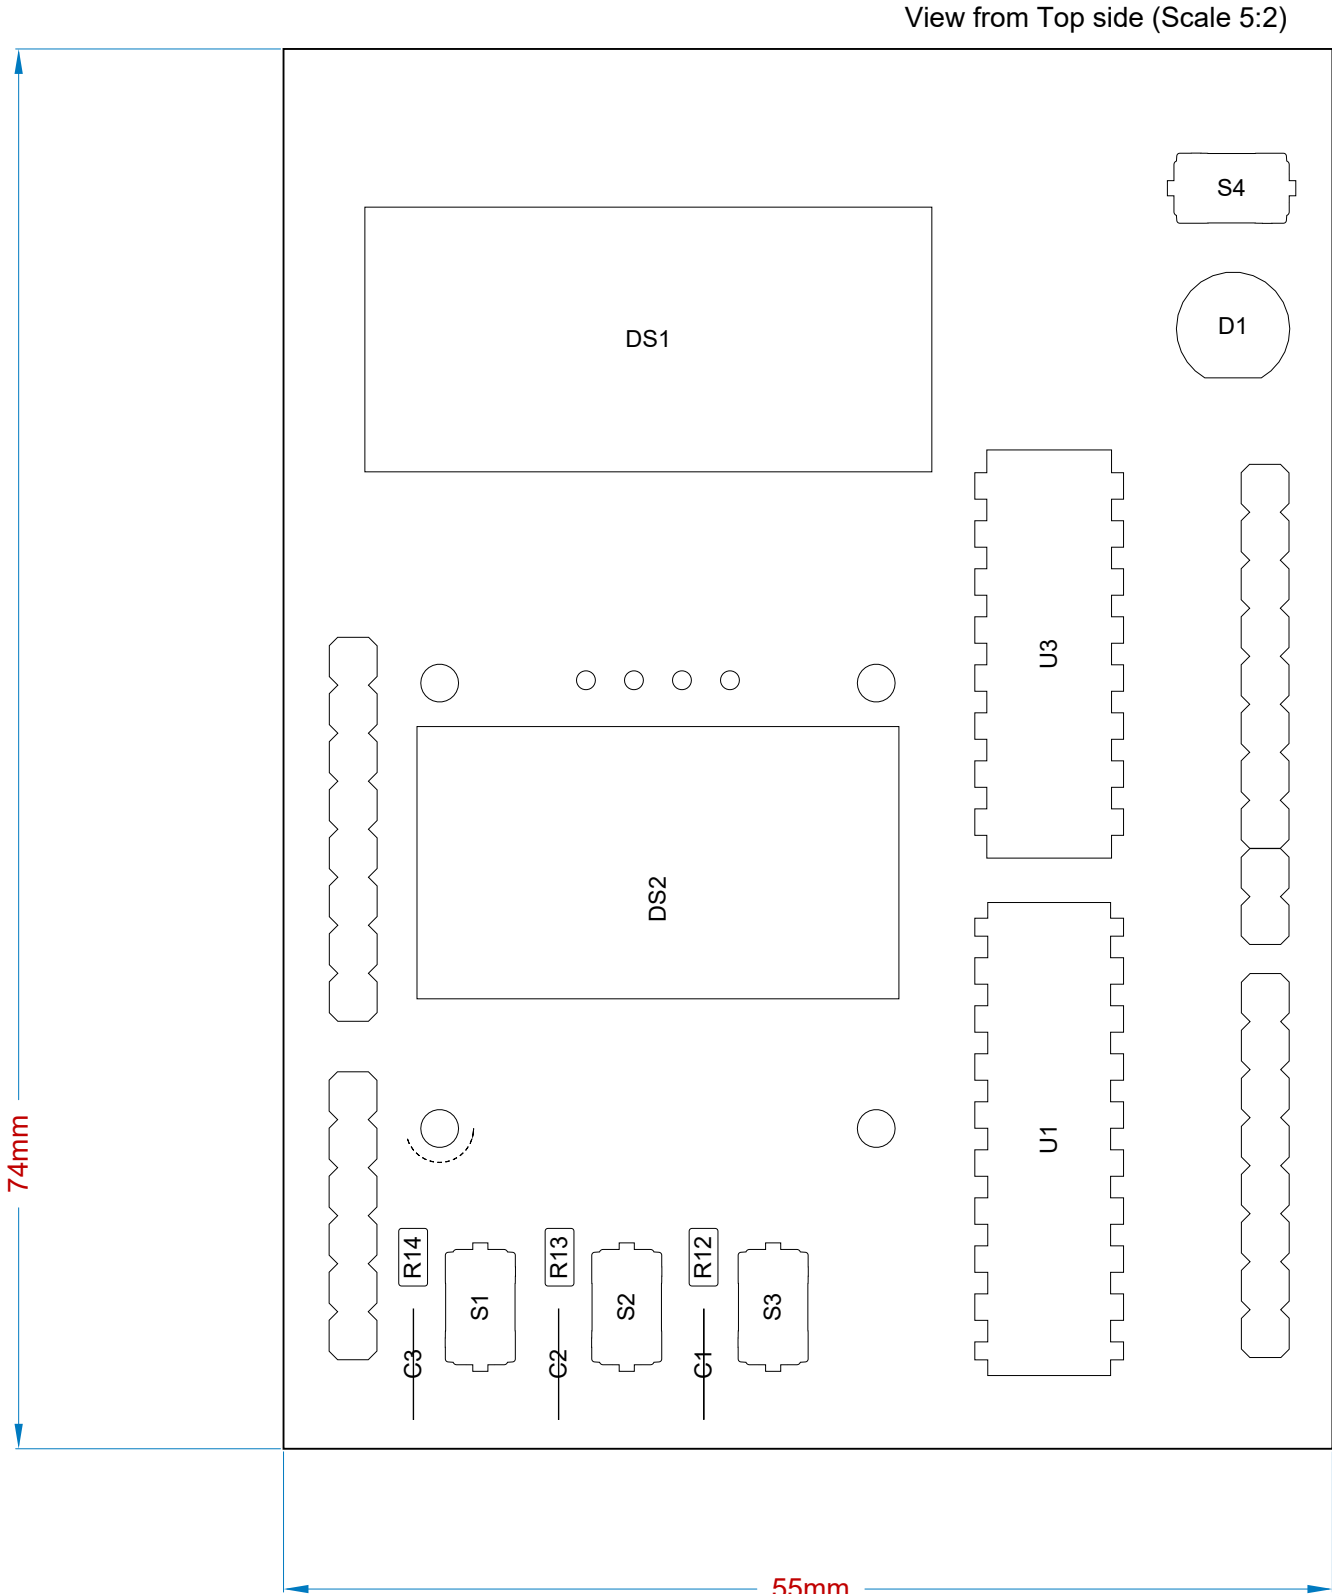 View from Top side (Scale 5:2)
S4
D1
DS1
U3
DS2
74mm
U1
R14
R13
R12
S1
S2
S3
C3
C2
C1
55mm